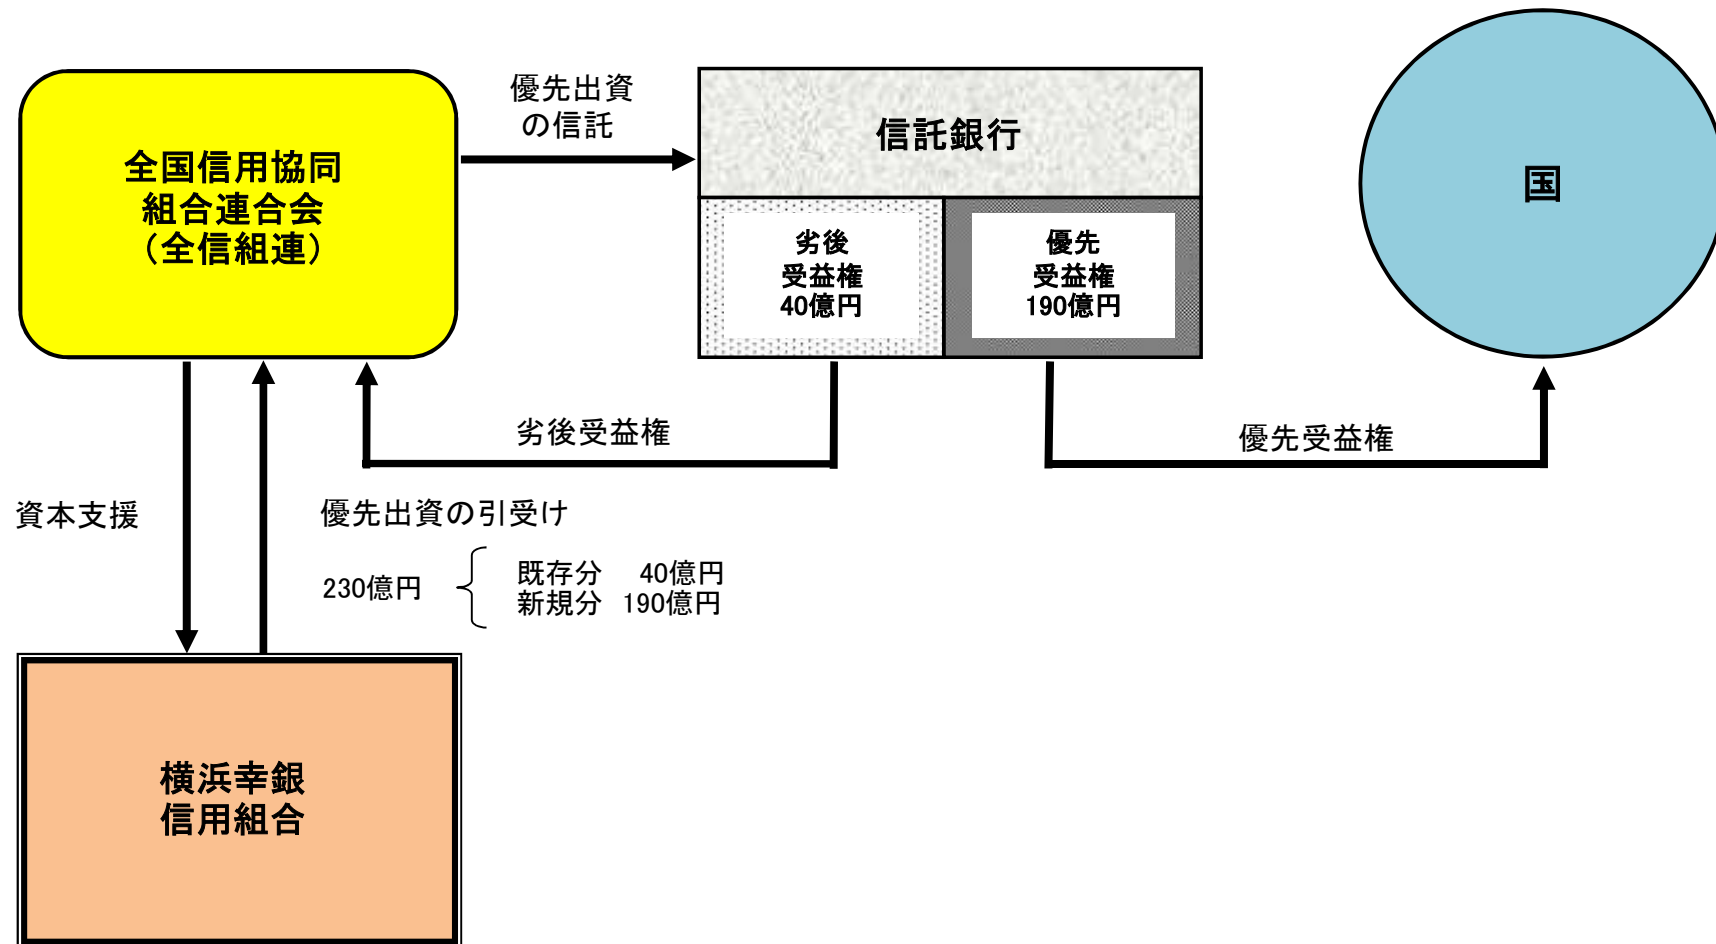 全国信用協同
組合連合会
（全信組連）
優先出資
の信託
信託銀行
劣後
受益権
40億円
優先
受益権
190億円
国
劣後受益権
優先受益権
資本支援
優先出資の引受け
230億円
既存分 40億円
新規分 190億円
横浜幸銀
信用組合